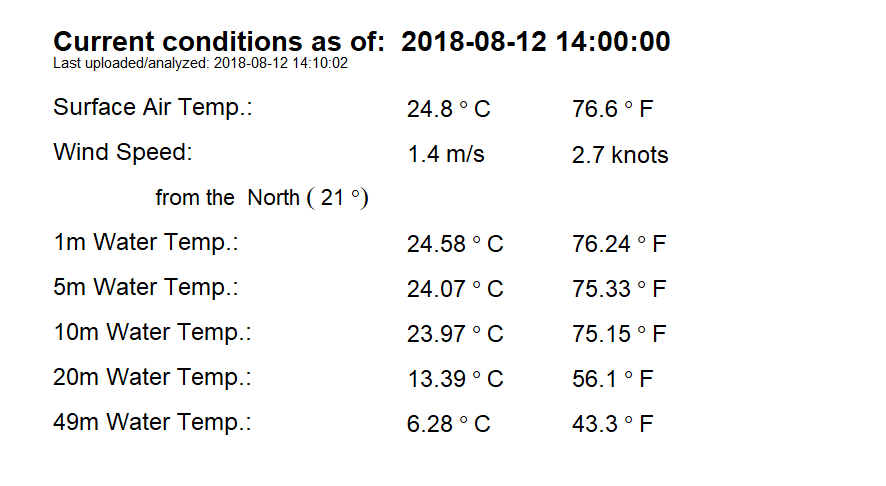 Current conditions as of: 2018-08-12 14:00:00
Last uploaded/analyzed: 2018-08-12 14:10:02
Surface Air Temp.: 24.8 ° C 76.6 ° F
Wind Speed: 1.4 m/s 2.7 knots
from the North ( 21 °)
1m Water Temp.: 24.58 ° C 76.24 ° F
5m Water Temp.: 24.07 ° C 75.33 ° F
10m Water Temp.: 23.97 ° C 75.15 ° F
20m Water Temp.: 13.39 ° C 56.1 ° F
49m Water Temp.: 6.28 ° C 43.3 ° F